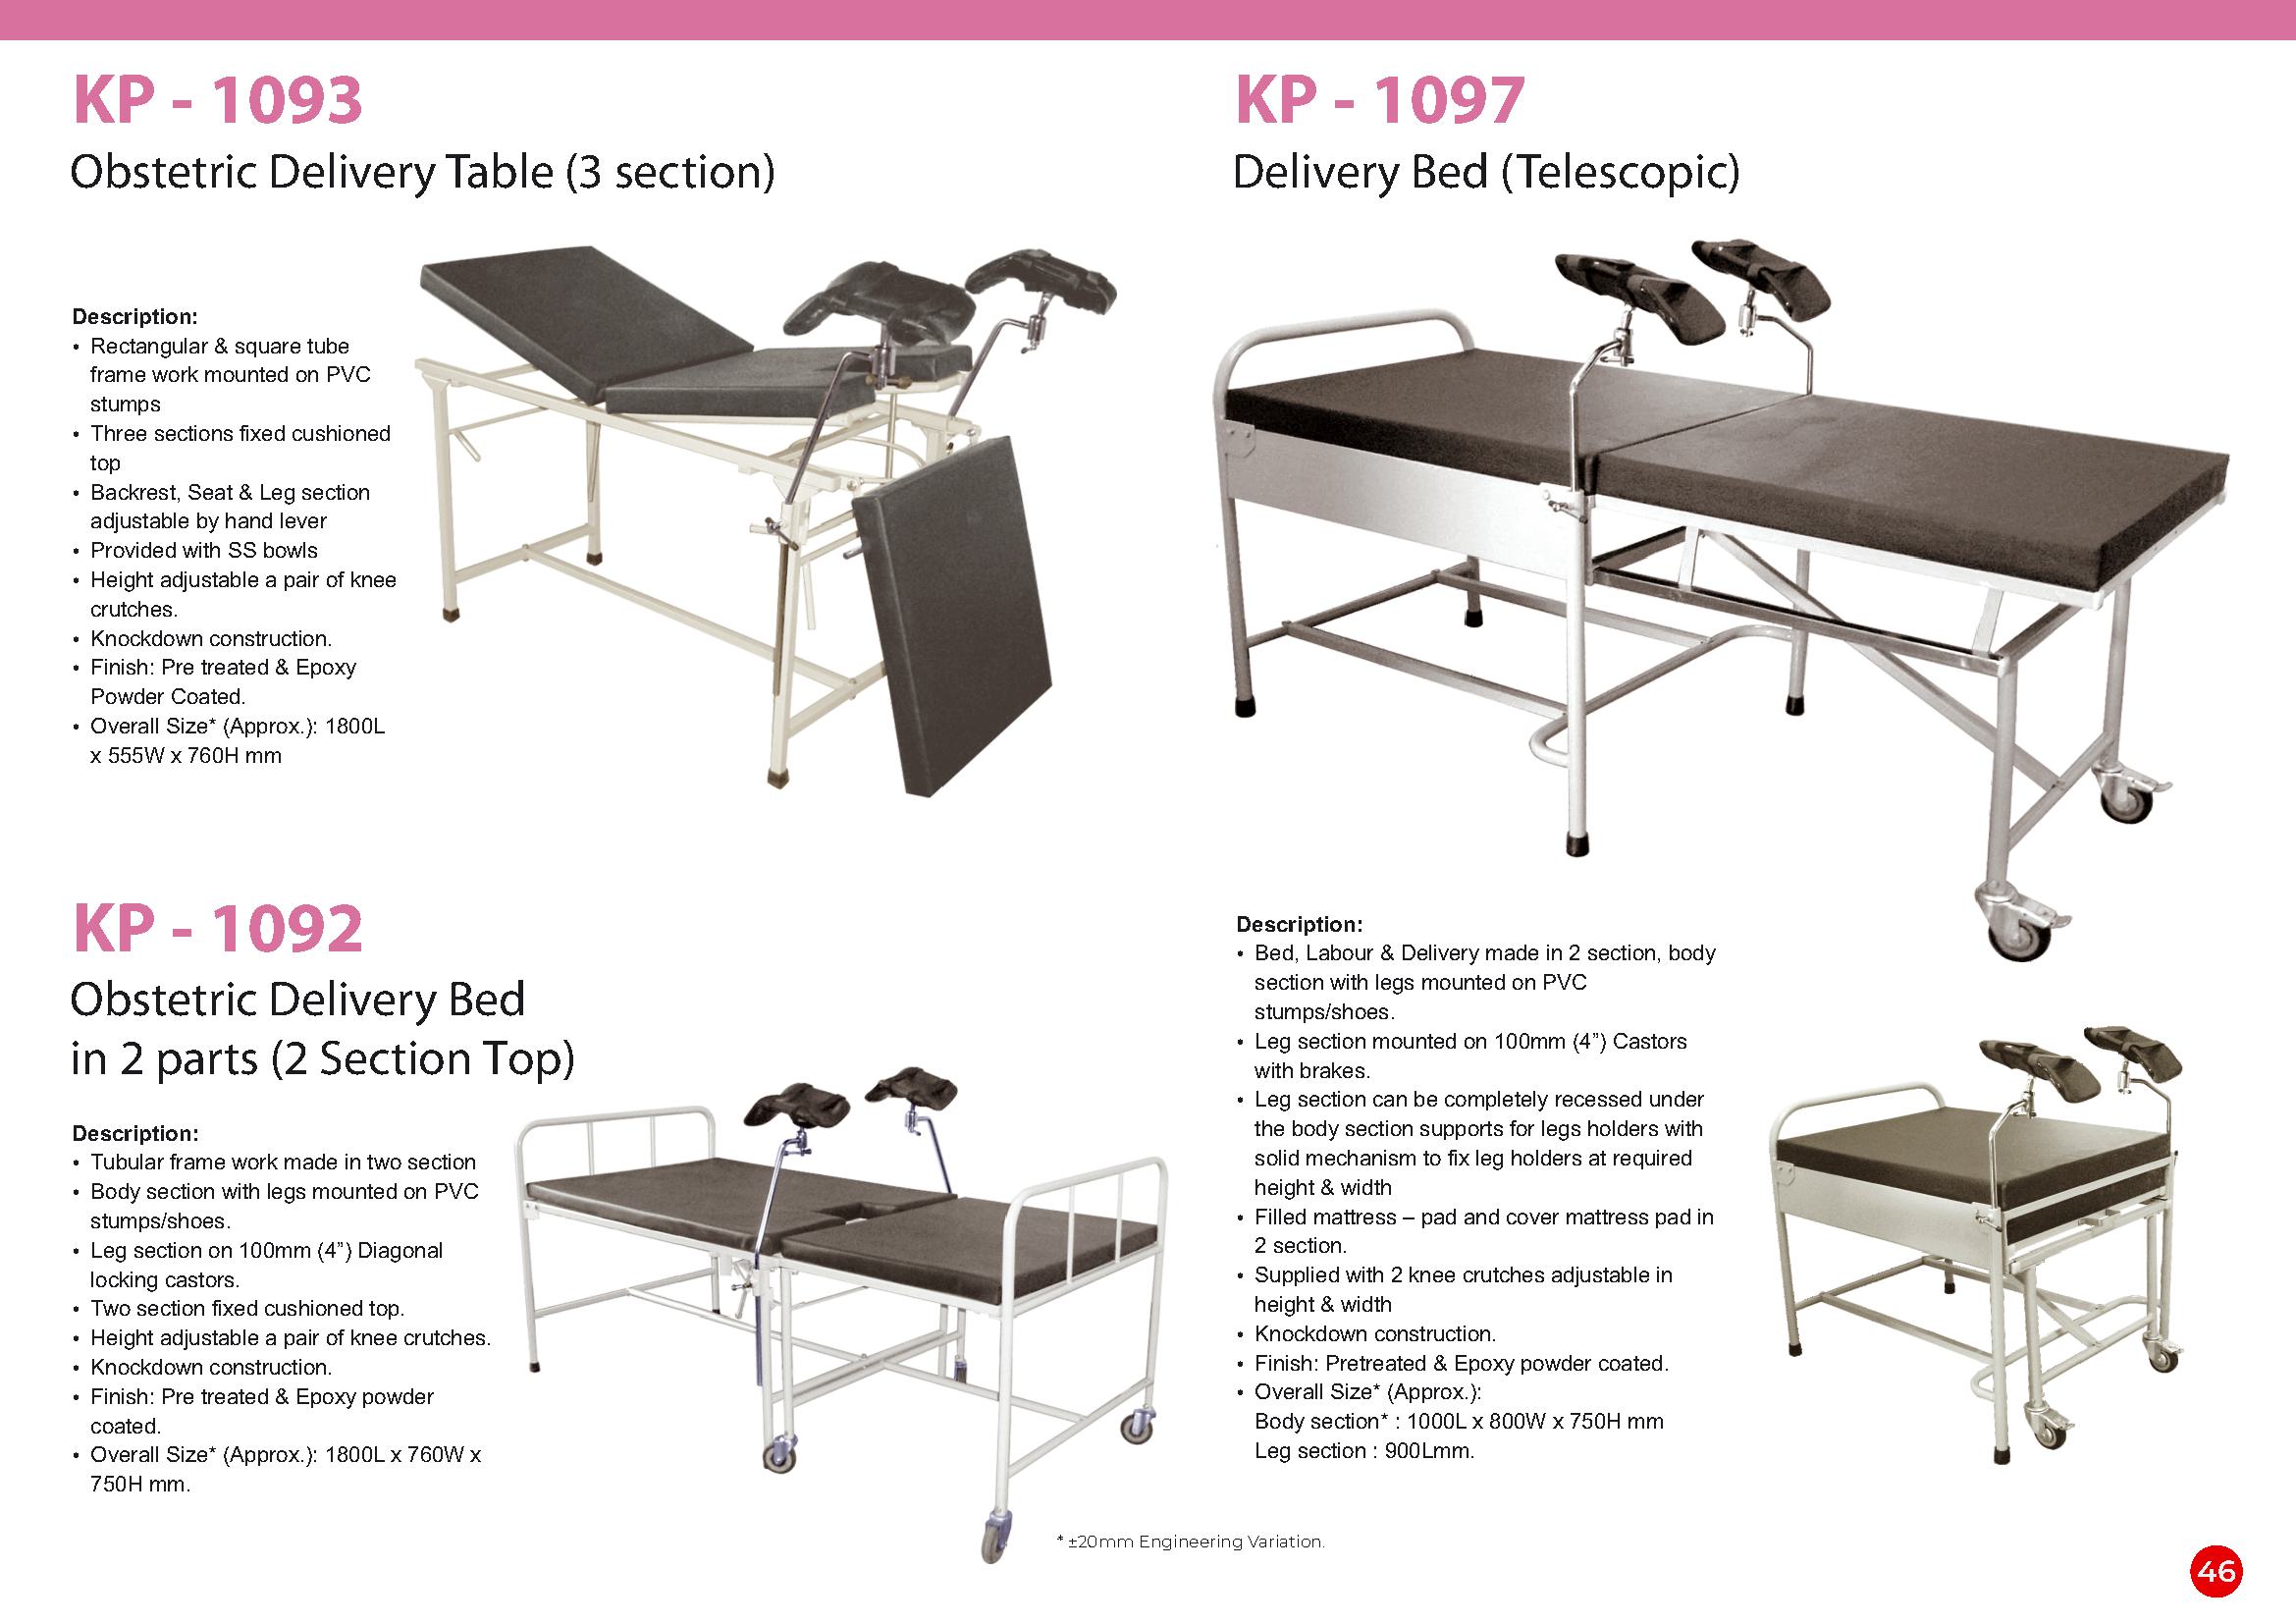 KP - 1093
Obstetric Delivery Table (3 section)
Description:
• Rectangular & square tube
frame work mounted on PVC
stumps
• Three sections fixed cushioned
top
• Backrest, Seat & Leg section
adjustable by hand lever
• Provided with SS bowls
• Height adjustable a pair of knee
crutches.
• Knockdown construction.
• Finish: Pre treated & Epoxy
Powder Coated.
• Overall Size* (Approx.): 1800L
x 555W x 760H mm
KP - 1092
Obstetric Delivery Bed
in 2 parts (2 Section Top)
Description:
• Tubular frame work made in two section
• Body section with legs mounted on PVC
stumps/shoes.
• Leg section on 100mm (4”) Diagonal
locking castors.
• Two section fixed cushioned top.
• Height adjustable a pair of knee crutches.
• Knockdown construction.
• Finish: Pre treated & Epoxy powder
coated.
• Overall Size* (Approx.): 1800L x 760W x
750H mm.
KP - 1097
Delivery Bed (Telescopic)
Description:
• Bed, Labour & Delivery made in 2 section, body
section with legs mounted on PVC
stumps/shoes.
• Leg section mounted on 100mm (4”) Castors
with brakes.
• Leg section can be completely recessed under
the body section supports for legs holders with
solid mechanism to fix leg holders at required
height & width
• Filled mattress – pad and cover mattress pad in
2 section.
• Supplied with 2 knee crutches adjustable in
height & width
• Knockdown construction.
• Finish: Pretreated & Epoxy powder coated.
• Overall Size* (Approx.):
Body section* : 1000L x 800W x 750H mm
Leg section : 900Lmm.
* ±20mm Engineering Variation.
46